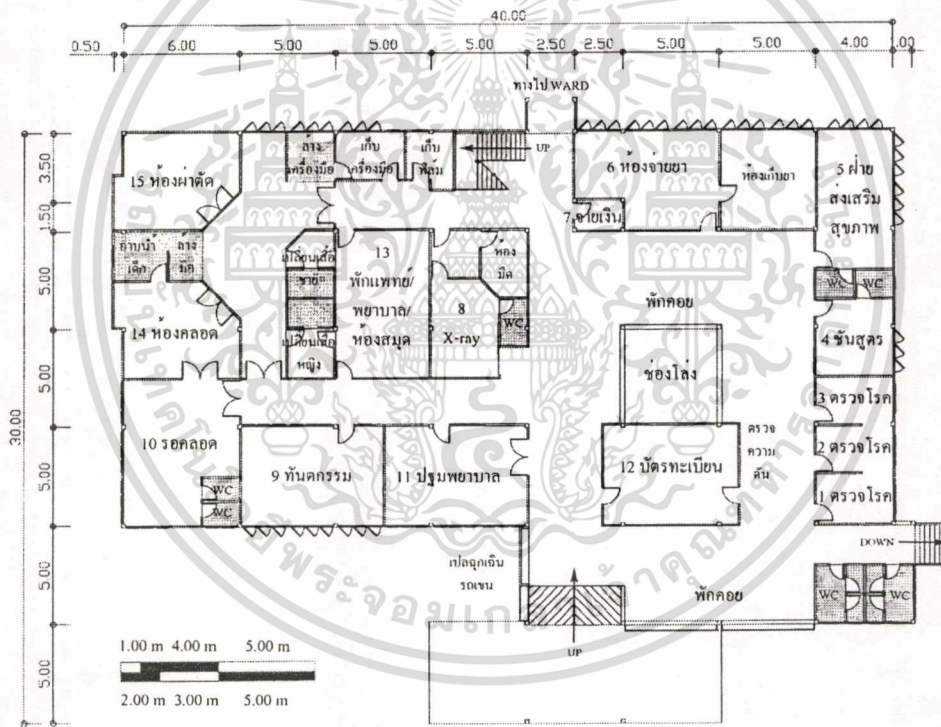 40.00
0.50 6.00 5.00 5.00 5.00 2.50 2.50 5.00 5.00 4.00 1.00
ทางไป WARD
3.50
1.50
5.00
5.00
30.00
5.00
5.00
5.00
15 ห้องผ่าตัด
ล้าง
เครื่องมือ
เก็บ
เครื่องมือ
เก็บ
ฟิล์ม
UP
6 ห้องจ่ายยา
ห้องเก็บยา
5 ฝ่าย
ส่งเสริม
สุขภาพ
7 จ่ายเงิน
อาบน้ำ
เด็ก
ล้าง
มือ
เปลี่ยนเสื้อ
ชาย
13
พักแพทย์/
พยาบาล/
ห้องสมุด
ห้อง
มืด
8
X-ray
WC
พักคอย
WC
WC
14 ห้องคลอด
เปลี่ยนเสื้อ
หญิง
ช่องโล่ง
4 ชันสูตร
3 ตรวจโรค
10 รอคลอด
WC
WC
9 ทันตกรรม
11 ปฐมพยาบาล
12 บัตรทะเบียน
ตรวจ
ความ
ดัน
2 ตรวจโรค
1 ตรวจโรค
DOWN
เปลฉุกเฉิน
รถเข็น
พักคอย
WC
WC
UP
1.00 m 4.00 m 5.00 m
2.00 m 3.00 m 5.00 m